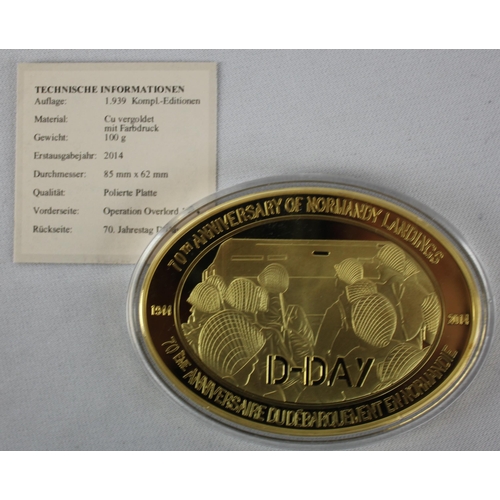 TECHNISCHE INFORMATIONEN
Auflage: 1.939 Kompl.-Editionen
Material: Cu vergoldet
mit Farbdruck
Gewicht: 100 g
Erstausgabejahr: 2014
Durchmesser: 85 mm x 62 mm
Qualität: Polierte Platte
Vorderseite: Operation Overlord
Rückseite: 70. Jahrestag
70TH ANNIVERSARY OF NORMANDY LANDINGS
1944
2014
D-DAY
70ÈME ANNIVERSAIRE DU DÉBARQUEMENT EN NORMANDIE